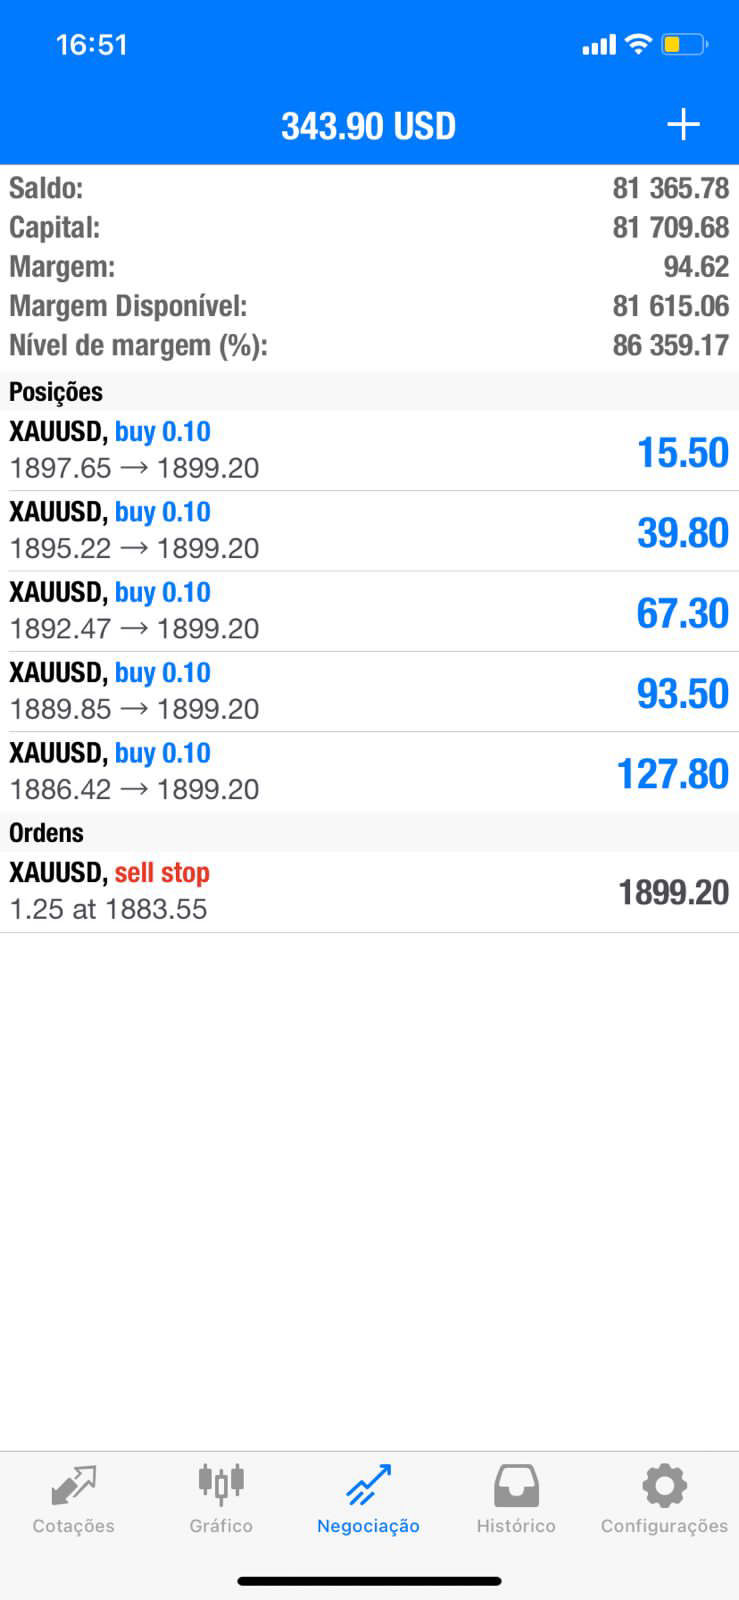 16:51
343.90 USD
Saldo: 81 365.78
Capital: 81 709.68
Margem: 94.62
Margem Disponível: 81 615.06
Nível de margem (%): 86 359.17
Posições
XAUUSD, buy 0.10
1897.65 → 1899.20 15.50
XAUUSD, buy 0.10
1895.22 → 1899.20 39.80
XAUUSD, buy 0.10
1892.47 → 1899.20 67.30
XAUUSD, buy 0.10
1889.85 → 1899.20 93.50
XAUUSD, buy 0.10
1886.42 → 1899.20 127.80
Ordens
XAUUSD, sell stop
1.25 at 1883.55 1899.20
Cotações Gráfico Negociação Histórico Configurações